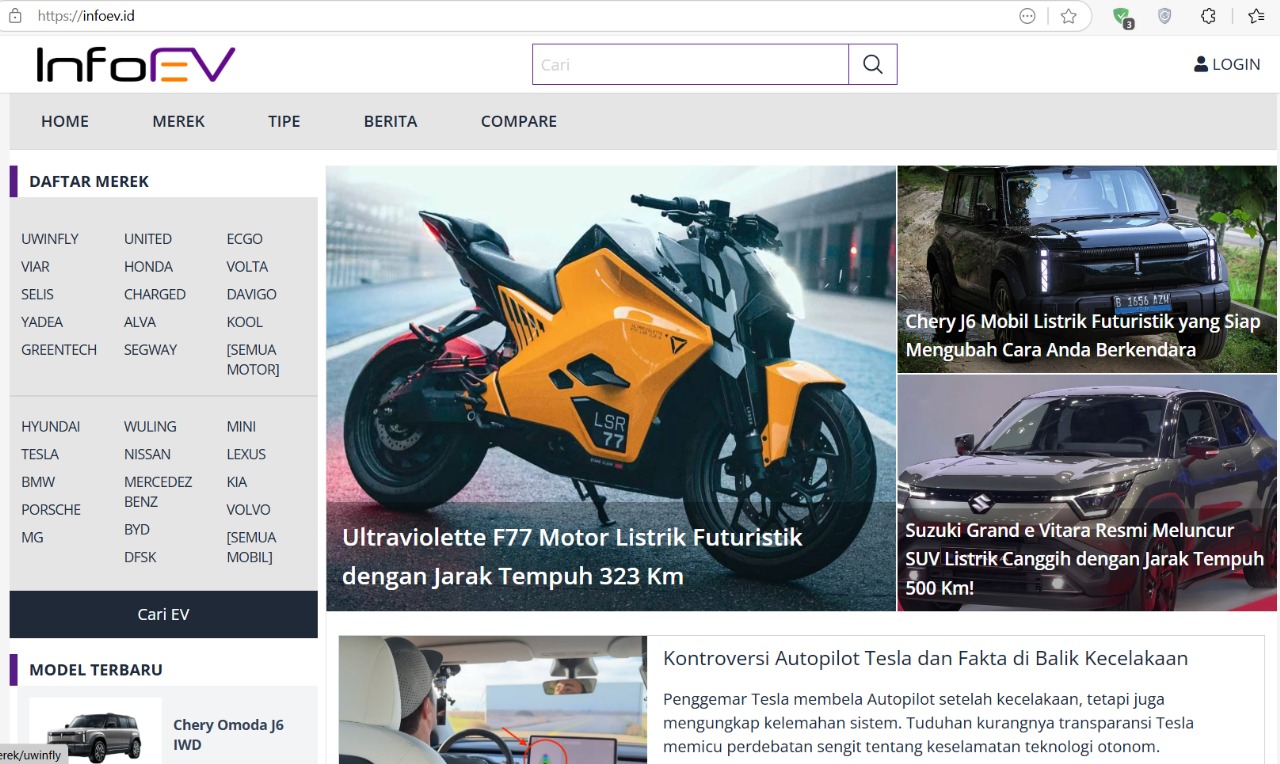 https://infoev.id
3
InfoEV
Cari
LOGIN
HOME MEREK TIPE BERITA COMPARE
DAFTAR MEREK
UWINFLY UNITED ECGO
VIAR HONDA VOLTA
SELIS CHARGED DAVIGO
YADEA ALVA KOOL
GREENTECH SEGWAY [SEMUA
MOTOR]
HYUNDAI WULING MINI
TESLA NISSAN LEXUS
BMW MERCEDEZ KIA
BENZ
PORSCHE VOLVO
BYD
MG [SEMUA
DFSK MOBIL]
Cari EV
MODEL TERBARU
Chery Omoda J6
IWD
erek/uwinfly
LSR
77
Ultraviolette F77 Motor Listrik Futuristik
dengan Jarak Tempuh 323 Km
B 1656 AZM
Chery J6 Mobil Listrik Futuristik yang Siap
Mengubah Cara Anda Berkendara
Suzuki Grand e Vitara Resmi Meluncur
SUV Listrik Canggih dengan Jarak Tempuh
500 Km!
Kontroversi Autopilot Tesla dan Fakta di Balik Kecelakaan
Penggemar Tesla membela Autopilot setelah kecelakaan, tetapi juga
mengungkap kelemahan sistem. Tuduhan kurangnya transparansi Tesla
memicu perdebatan sengit tentang keselamatan teknologi otonom.